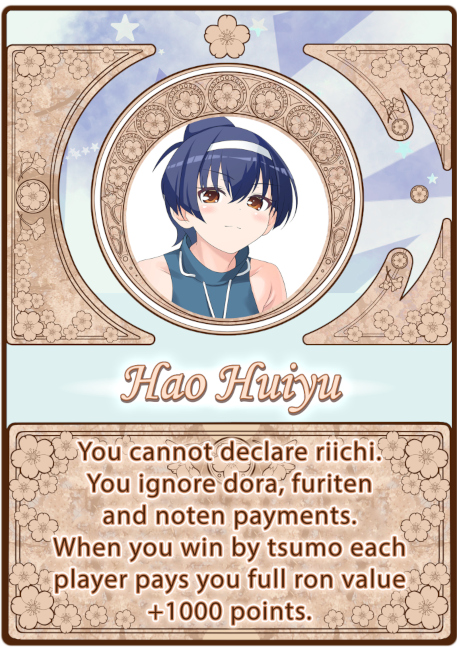 Hao Huiyu
You cannot declare riichi.
You ignore dora, furiten
and noten payments.
When you win by tsumo each
player pays you full ron value
+1000 points.